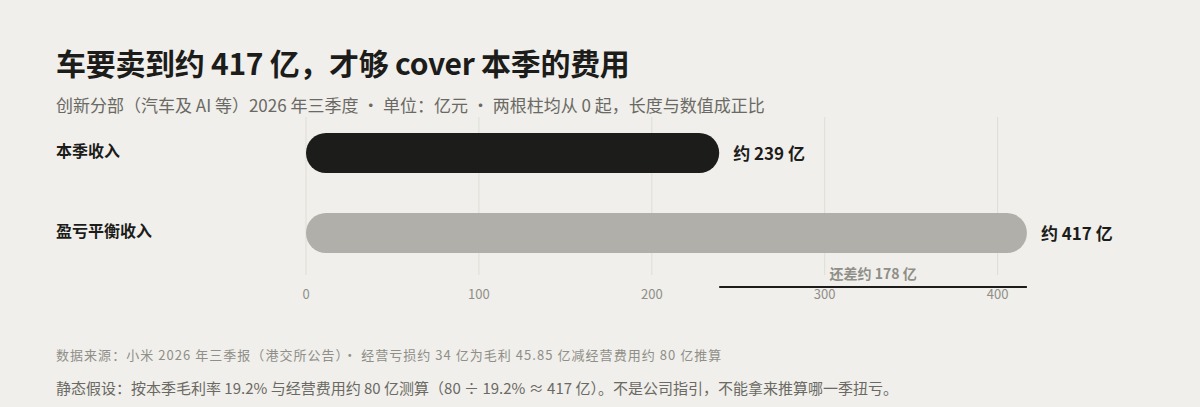 车要卖到约 417 亿，才够 cover 本季的费用
创新分部（汽车及 AI 等）2026 年三季度 · 单位：亿元 · 两根柱均从 0 起，长度与数值成正比
本季收入
约 239 亿
盈亏平衡收入
约 417 亿
还差约 178 亿
0 100 200 300 400
数据来源：小米 2026 年三季报（港交所公告）· 经营亏损约 34 亿为毛利 45.85 亿减经营费用约 80 亿推算
静态假设：按本季毛利率 19.2% 与经营费用约 80 亿测算（80 ÷ 19.2% ≈ 417 亿）。不是公司指引，不能拿来推算哪一季扭亏。